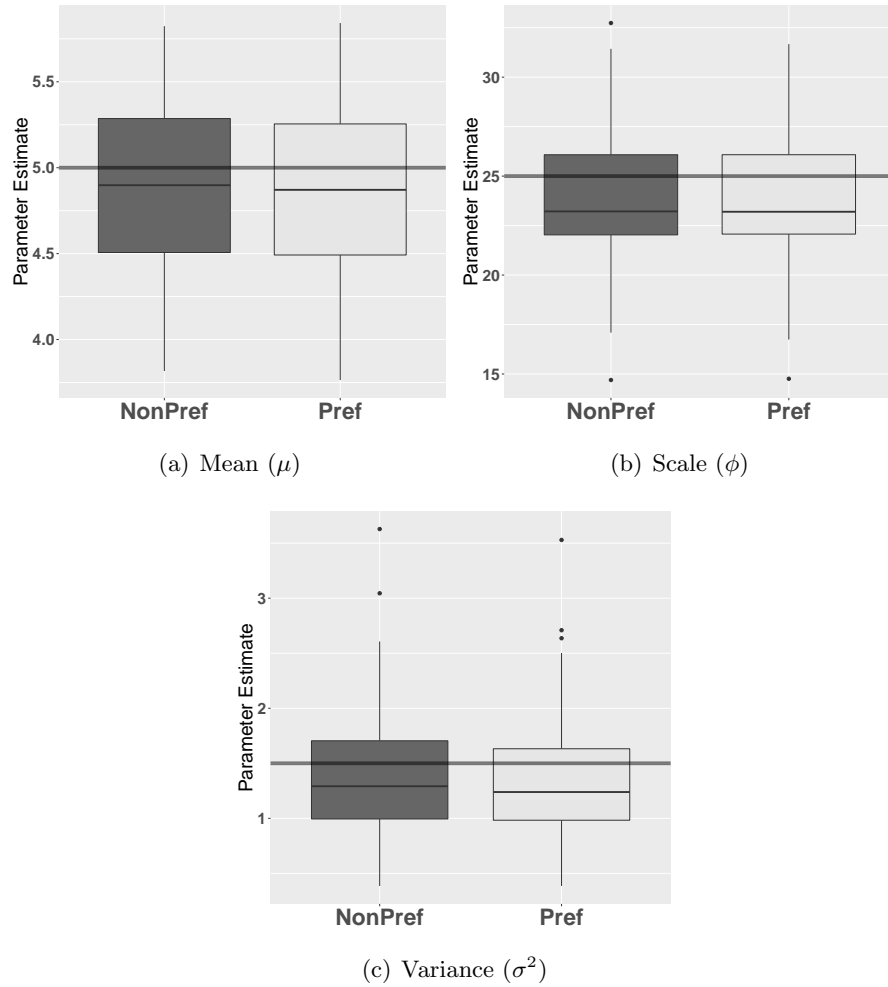 Parameter Estimate
5.5
5.0
4.5
4.0
NonPref Pref
(a) Mean (μ)
Parameter Estimate
30
25
20
15
NonPref Pref
(b) Scale (ϕ)
Parameter Estimate
3
2
1
NonPref Pref
(c) Variance (σ²)